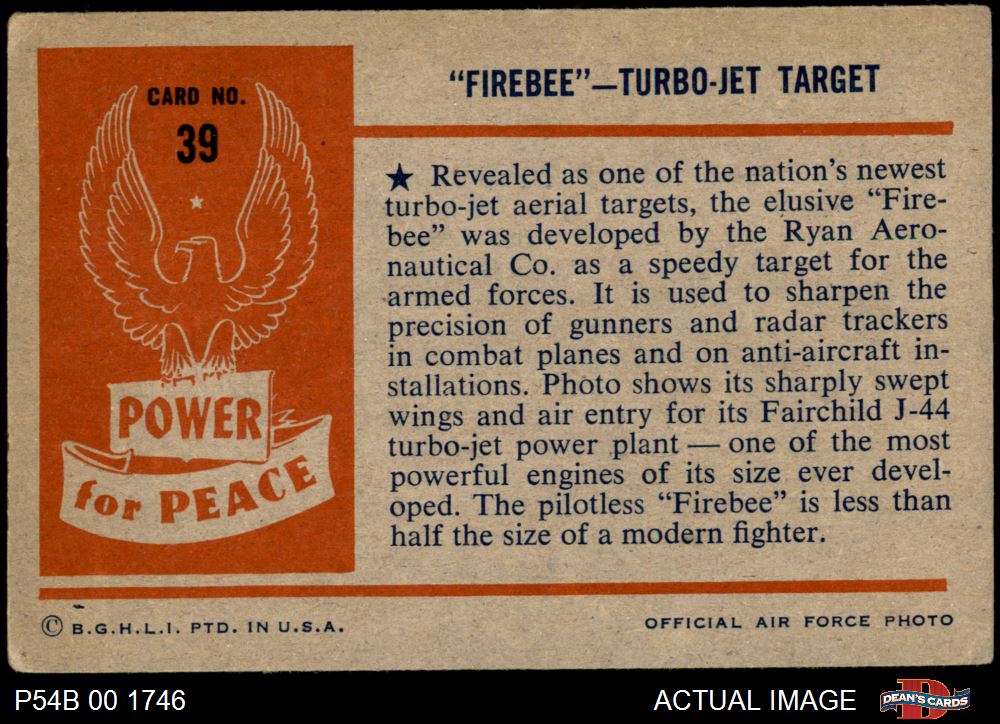 CARD NO.
39
POWER
for PEACE
"FIREBEE"—TURBO-JET TARGET
★ Revealed as one of the nation's newest
turbo-jet aerial targets, the elusive "Fire-
bee" was developed by the Ryan Aero-
nautical Co. as a speedy target for the
armed forces. It is used to sharpen the
precision of gunners and radar trackers
in combat planes and on anti-aircraft in-
stallations. Photo shows its sharply swept
wings and air entry for its Fairchild J-44
turbo-jet power plant — one of the most
powerful engines of its size ever devel-
oped. The pilotless "Firebee" is less than
half the size of a modern fighter.
© B.G.H.L.I. PTD. IN U.S.A.
OFFICIAL AIR FORCE PHOTO
P54B 00 1746
ACTUAL IMAGE
D
DEAN'S CARDS